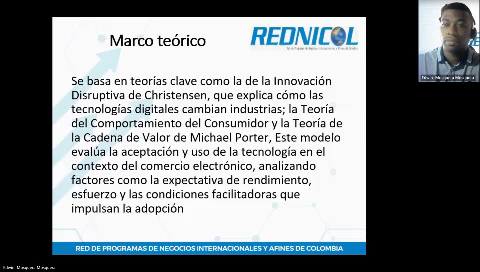 Marco teórico
REDNICOL
Se basa en teorías clave como la de la Innovación
Disruptiva de Christensen, que explica cómo las
tecnologías digitales cambian industrias; la Teoría
del Comportamiento del Consumidor y la Teoría de
la Cadena de Valor de Michael Porter, Este modelo
evalúa la aceptación y uso de la tecnología en el
contexto del comercio electrónico, analizando
factores como la expectativa de rendimiento,
esfuerzo y las condiciones facilitadoras que
impulsan la adopción
RED DE PROGRAMAS DE NEGOCIOS INTERNACIONALES Y AFINES DE COLOMBIA